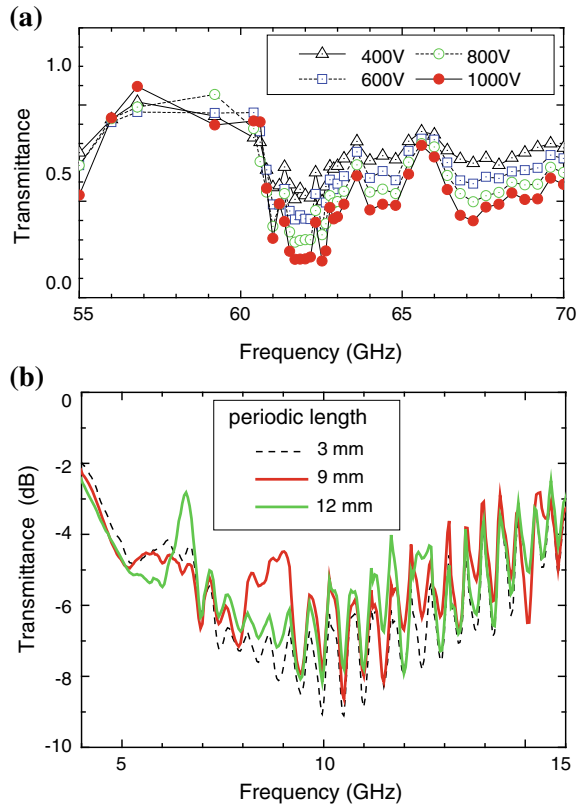 (a)
400V 800V
600V 1000V
1.0
0.5
0.0
Transmittance
55 60 65 70
Frequency (GHz)
(b)
periodic length
3 mm
9 mm
12 mm
0
-2
-4
-6
-8
-10
Transmittance (dB)
5 10 15
Frequency (GHz)